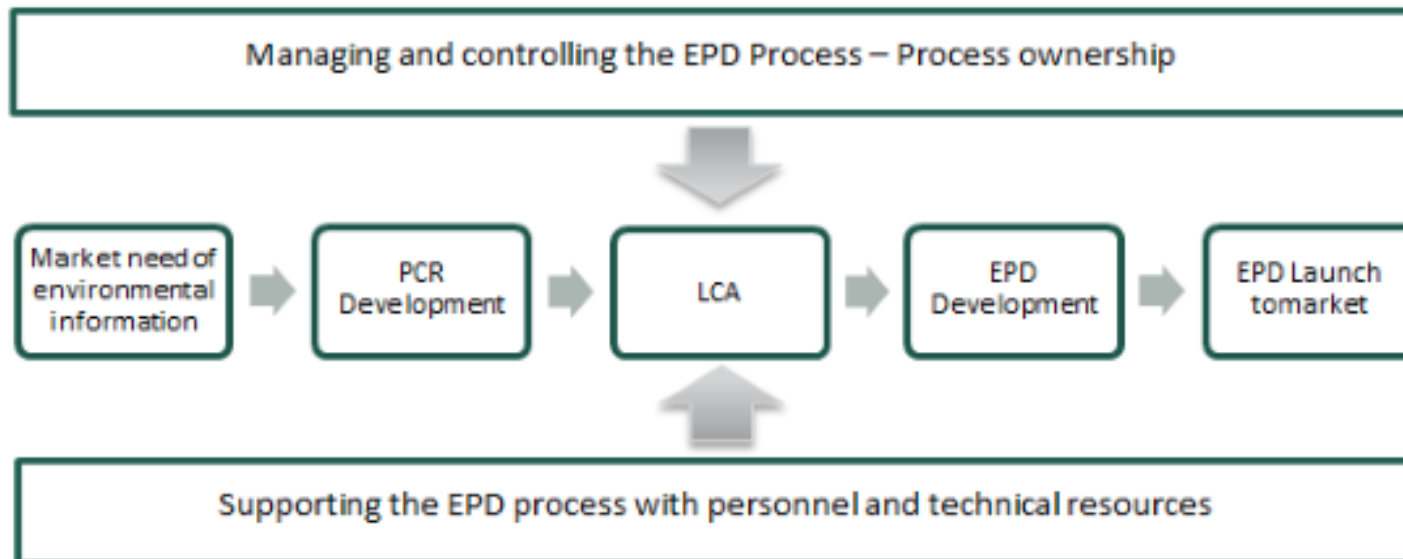 Managing and controlling the EPD Process – Process ownership
Market need of
environmental
information
PCR
Development
LCA
EPD
Development
EPD Launch
tomarket
Supporting the EPD process with personnel and technical resources